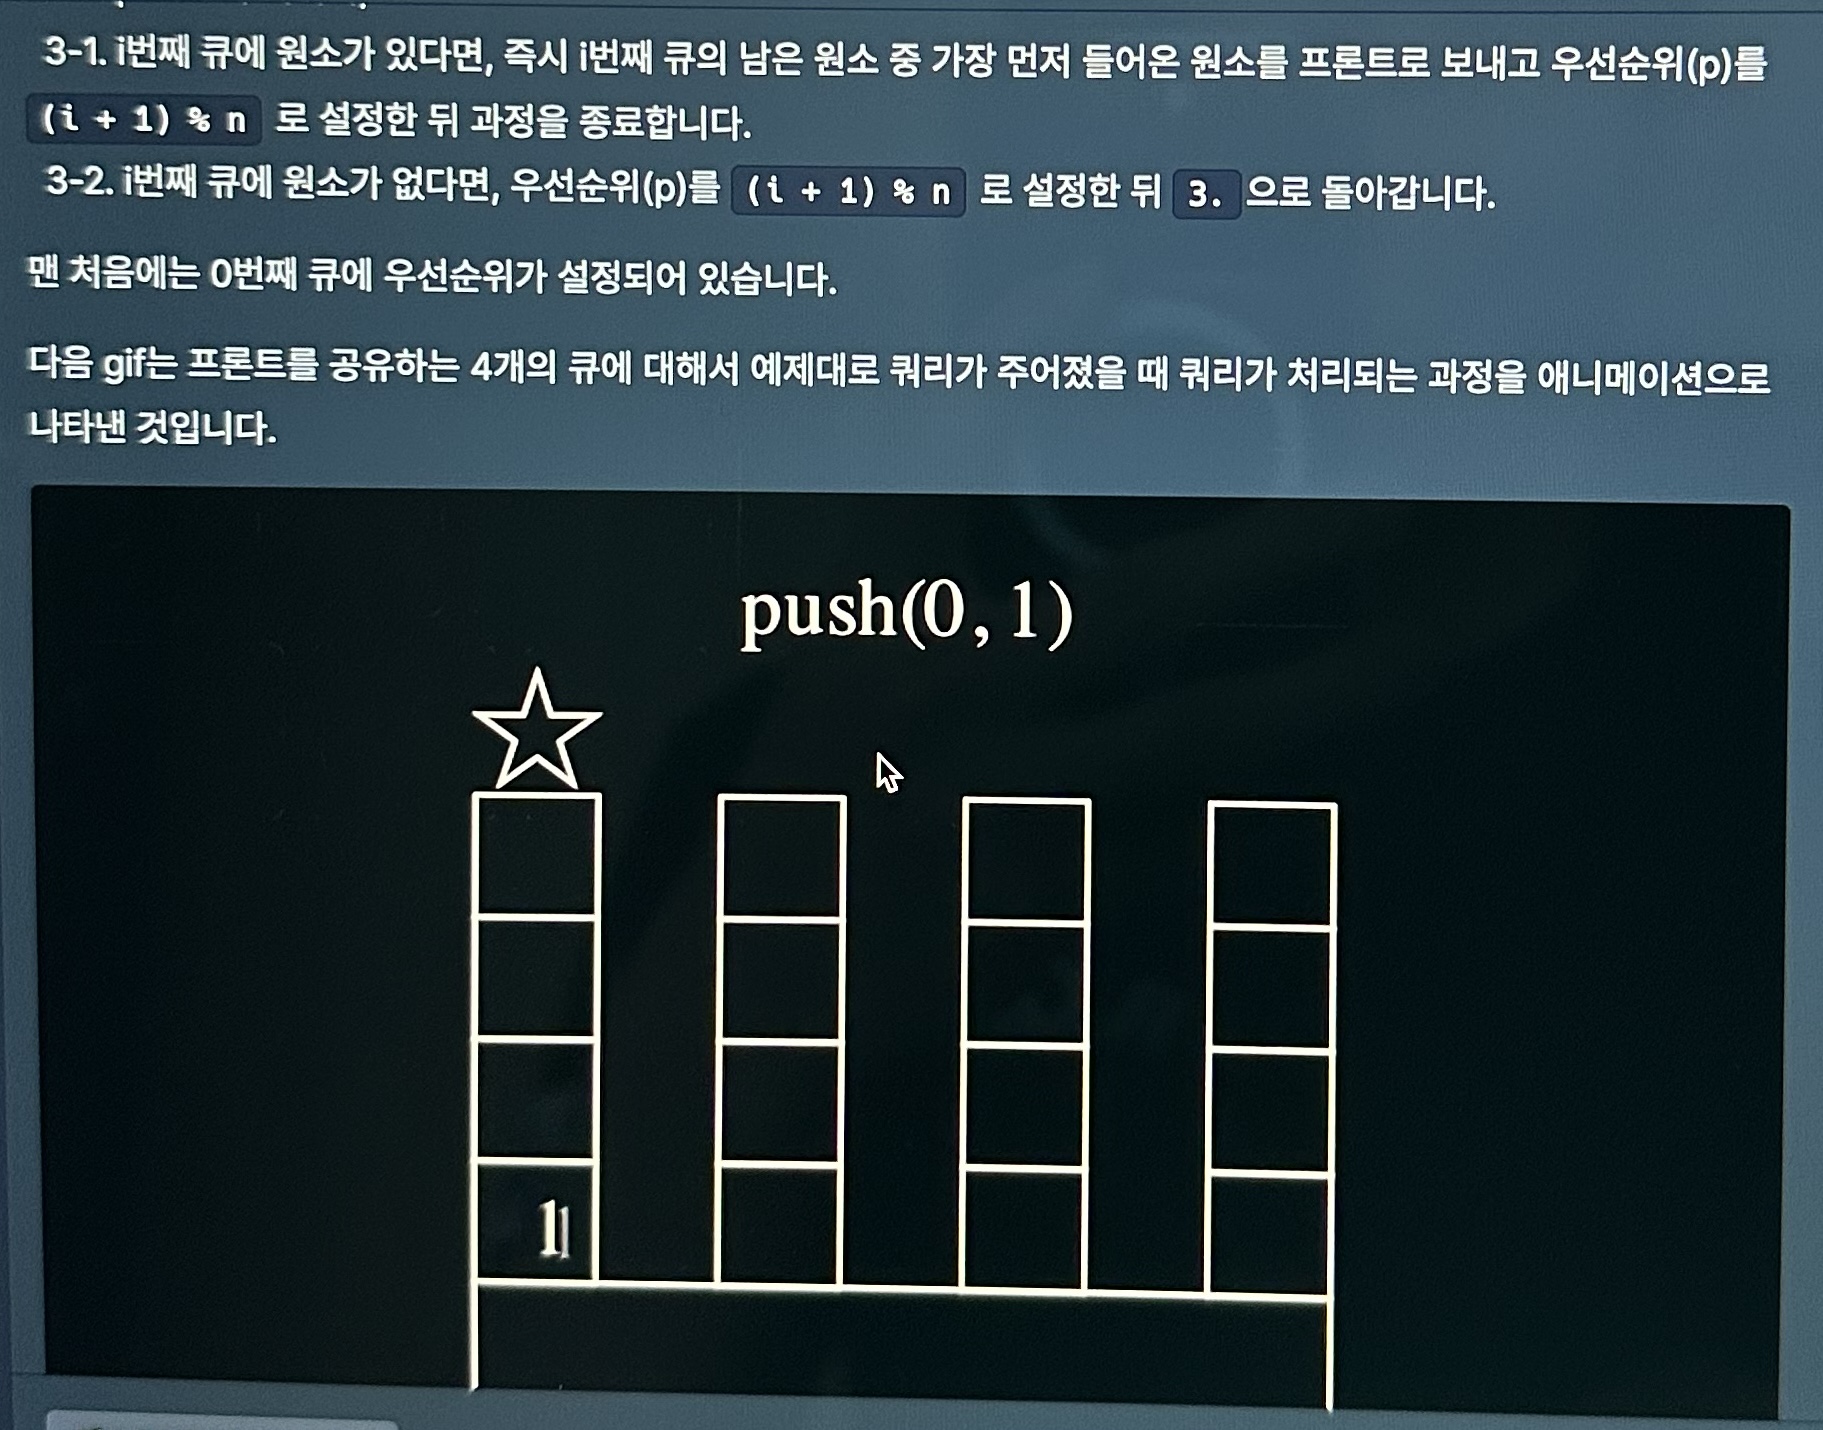 3-1. i번째 큐에 원소가 있다면, 즉시 i번째 큐의 남은 원소 중 가장 먼저 들어온 원소를 프론트로 보내고 우선순위(p)를
(i + 1) % n 로 설정한 뒤 과정을 종료합니다.
3-2. i번째 큐에 원소가 없다면, 우선순위(p)를 (i + 1) % n 로 설정한 뒤 3. 으로 돌아갑니다.
맨 처음에는 0번째 큐에 우선순위가 설정되어 있습니다.
다음 gif는 프론트를 공유하는 4개의 큐에 대해서 예제대로 쿼리가 주어졌을 때 쿼리가 처리되는 과정을 애니메이션으로
나타낸 것입니다.
push(0, 1)
1